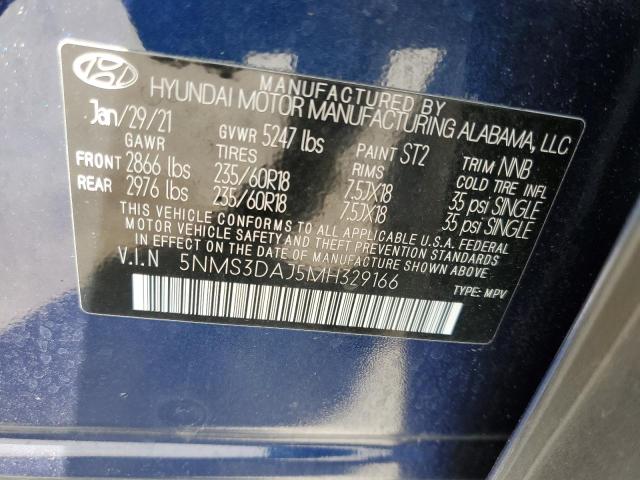 MANUFACTURED BY
HYUNDAI MOTOR MANUFACTURING ALABAMA, LLC
Jan/29/21 GVWR 5247 lbs PAINT ST2 TRIM NNB
GAWR TIRES RIMS COLD TIRE INFL
FRONT 2866 lbs 235/60R18 7.5JX18 35 psi SINGLE
REAR 2976 lbs 235/60R18 7.5JX18 35 psi SINGLE
THIS VEHICLE CONFORMS TO ALL APPLICABLE U.S.A. FEDERAL
MOTOR VEHICLE SAFETY AND THEFT PREVENTION STANDARDS
IN EFFECT ON THE DATE OF MANUFACTURE SHOWN ABOVE.
V.I.N 5NMS3DAJ5MH329166
TYPE: MPV